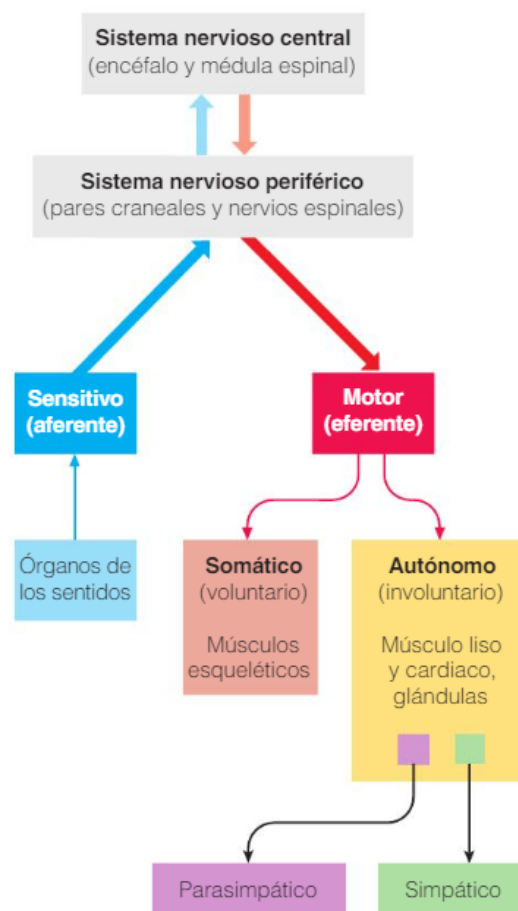 Sistema nervioso central
(encéfalo y médula espinal)
Sistema nervioso periférico
(pares craneales y nervios espinales)
Sensitivo
(aferente)
Motor
(eferente)
Órganos de
los sentidos
Somático
(voluntario)
Músculos
esqueléticos
Autónomo
(involuntario)
Músculo liso
y cardiaco,
glándulas
Parasimpático
Simpático